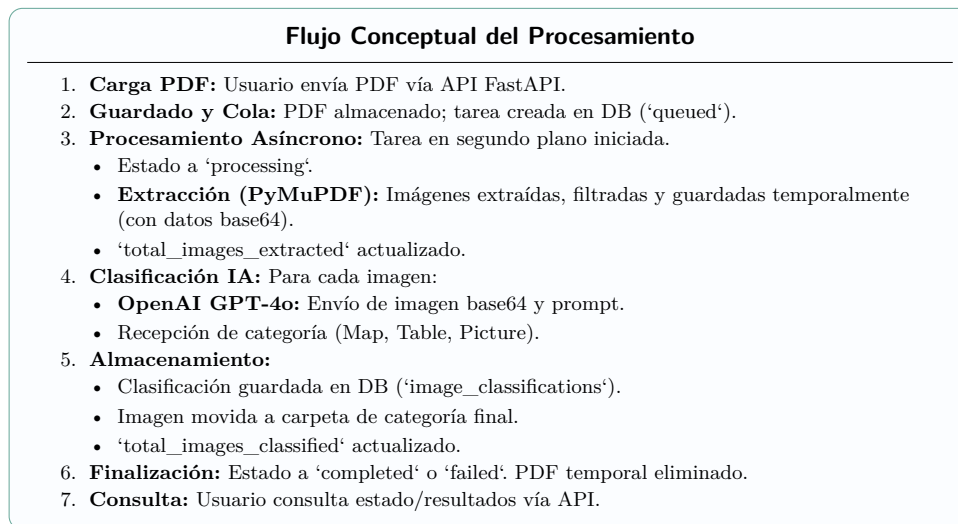 Flujo Conceptual del Procesamiento
1. Carga PDF: Usuario envía PDF vía API FastAPI.
2. Guardado y Cola: PDF almacenado; tarea creada en DB (‘queued‘).
3. Procesamiento Asíncrono: Tarea en segundo plano iniciada.
• Estado a ‘processing‘.
• Extracción (PyMuPDF): Imágenes extraídas, filtradas y guardadas temporalmente
(con datos base64).
• ‘total_images_extracted‘ actualizado.
4. Clasificación IA: Para cada imagen:
• OpenAI GPT-4o: Envío de imagen base64 y prompt.
• Recepción de categoría (Map, Table, Picture).
5. Almacenamiento:
• Clasificación guardada en DB (‘image_classifications‘).
• Imagen movida a carpeta de categoría final.
• ‘total_images_classified‘ actualizado.
6. Finalización: Estado a ‘completed‘ o ‘failed‘. PDF temporal eliminado.
7. Consulta: Usuario consulta estado/resultados vía API.